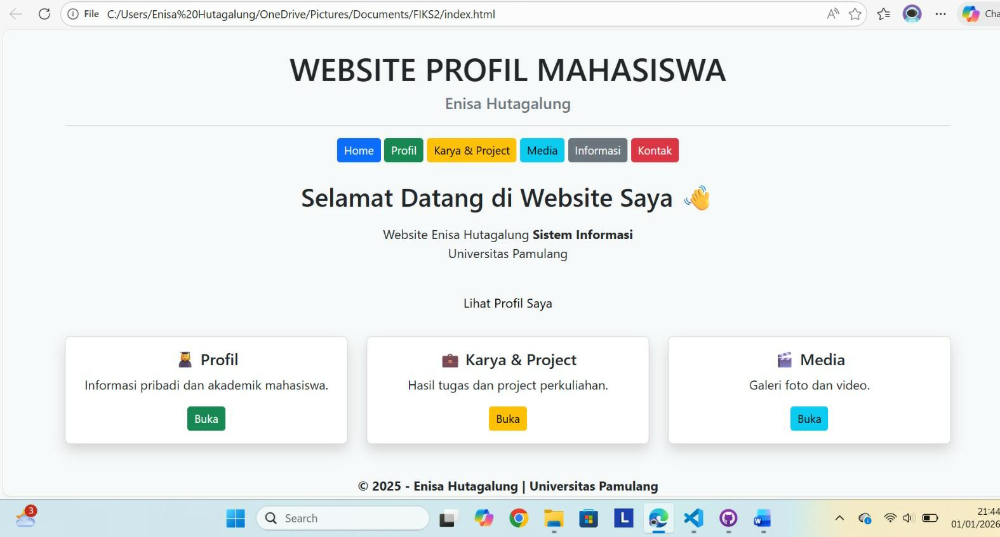 File C:/Users/Enisa%20Hutagalung/OneDrive/Pictures/Documents/FIKS2/index.html
Cha
WEBSITE PROFIL MAHASISWA
Enisa Hutagalung
Home Profil Karya & Project Media Informasi Kontak
Selamat Datang di Website Saya 👋
Website Enisa Hutagalung Sistem Informasi
Universitas Pamulang
Lihat Profil Saya
Profil
Informasi pribadi dan akademik mahasiswa.
Buka
Karya & Project
Hasil tugas dan project perkuliahan.
Buka
Media
Galeri foto dan video.
Buka
© 2025 - Enisa Hutagalung | Universitas Pamulang
3
Search
L
W
21:44
01/01/2026